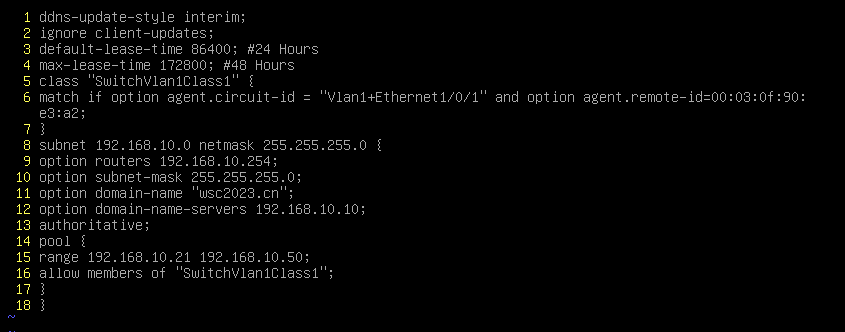 1 ddns-update-style interim;
2 ignore client-updates;
3 default-lease-time 86400; #24 Hours
4 max-lease-time 172800; #48 Hours
5 class "SwitchVlan1Class1" {
6 match if option agent.circuit-id = "Vlan1+Ethernet1/0/1" and option agent.remote-id=00:03:0f:90:
e3:a2;
7 }
8 subnet 192.168.10.0 netmask 255.255.255.0 {
9 option routers 192.168.10.254;
10 option subnet-mask 255.255.255.0;
11 option domain-name "wsc2023.cn";
12 option domain-name-servers 192.168.10.10;
13 authoritative;
14 pool {
15 range 192.168.10.21 192.168.10.50;
16 allow members of "SwitchVlan1Class1";
17 }
18 }
~